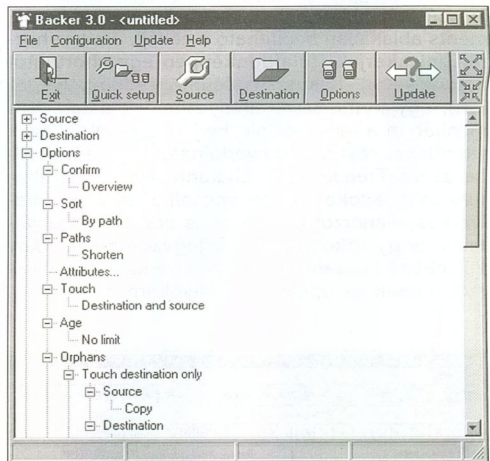 Backer 3.0 - <untitled>
File Configuration Update Help
Exit Quick setup Source Destination Options Update
Source
Destination
Options
Confirm
Overview
Sort
By path
Paths
Shorten
Attributes...
Touch
Destination and source
Age
No limit
Orphans
Touch destination only
Source
Copy
Destination